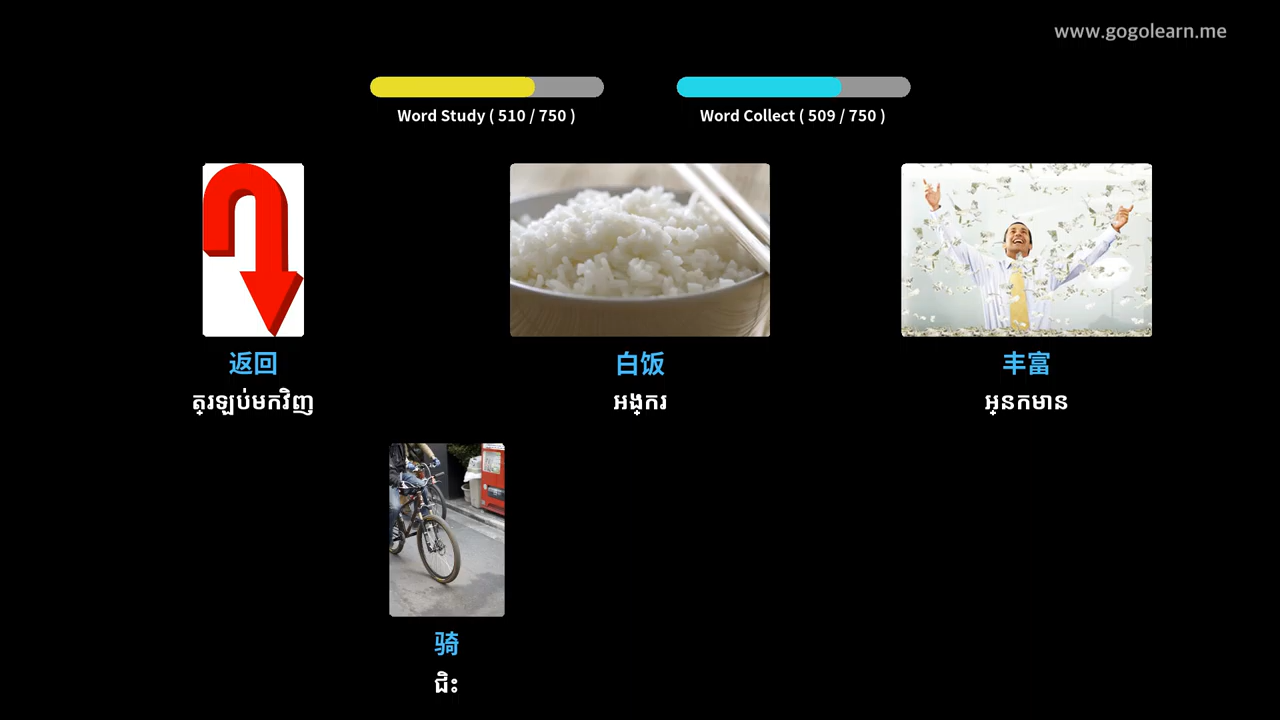 www.gogolearn.me
Word Study ( 510 / 750 )
Word Collect ( 509 / 750 )
返回
ត្រឡប់មកវិញ
白饭
អង្ករ
丰富
អ្នកមាន
骑
ជិះ